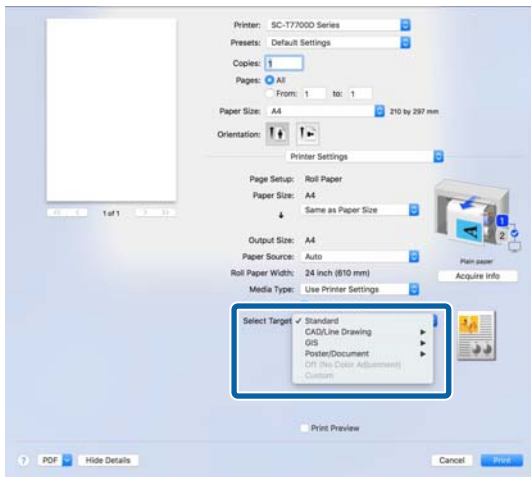 Printer: SC-T7700D Series
Presets: Default Settings
Copies: 1
Pages: All
From: 1 to: 1
Paper Size: A4 210 by 297 mm
Orientation:
Printer Settings
Page Setup: Roll Paper
Paper Size: A4
Same as Paper Size
Output Size: A4
Paper Source: Auto
Roll Paper Width: 24 inch (610 mm)
Media Type: Use Printer Settings
1 of 1
1
2
Plain paper
Acquire Info
Select Target ✓ Standard
CAD/Line Drawing
GIS
Poster/Document
Off (No Color Adjustment)
Custom
Print Preview
? PDF Hide Details Cancel Print